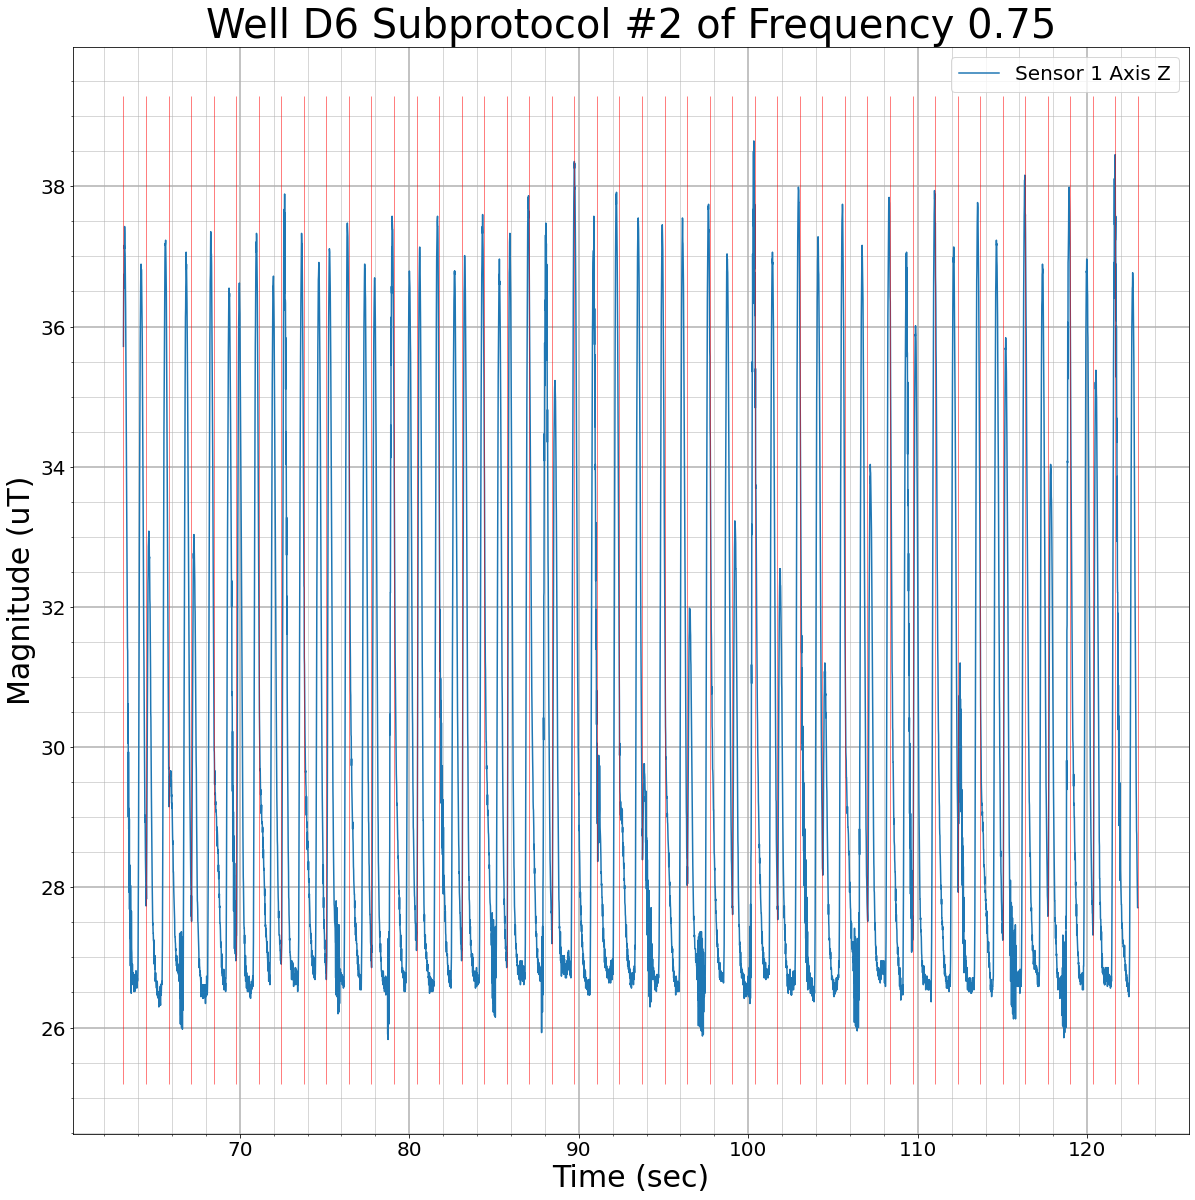 Well D6 Subprotocol #2 of Frequency 0.75
Sensor 1 Axis Z
38
36
34
32
30
28
26
Magnitude (uT)
70 80 90 100 110 120
Time (sec)